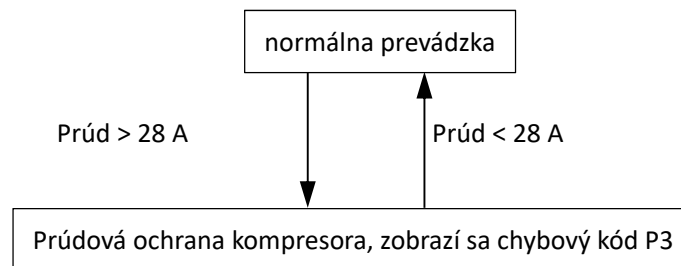 normálna prevádzka
Prúd > 28 A
Prúd < 28 A
Prúdová ochrana kompresora, zobrazí sa chybový kód P3